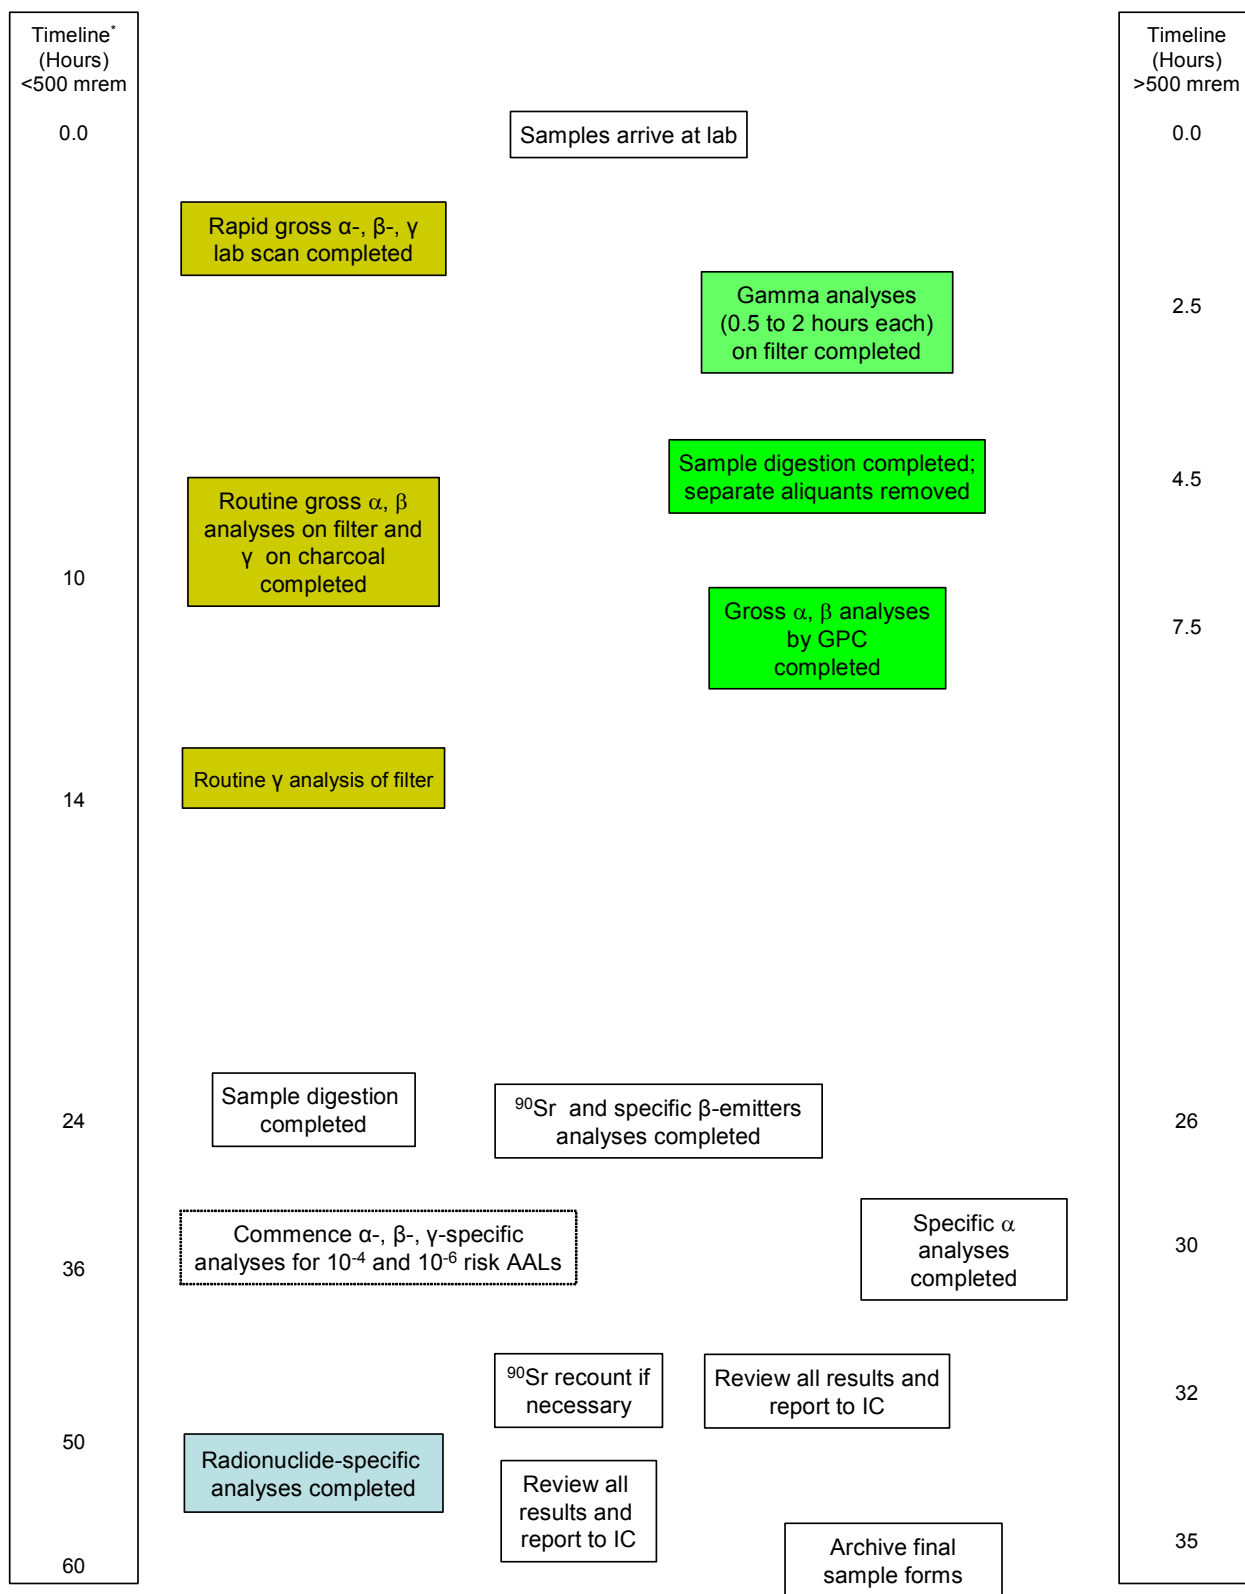 Timeline*
(Hours)
<500 mrem
Timeline
(Hours)
>500 mrem
0.0
Samples arrive at lab
0.0
Rapid gross α-, β-, γ
lab scan completed
Gamma analyses
(0.5 to 2 hours each)
on filter completed
2.5
Sample digestion completed;
separate aliquants removed
4.5
Routine gross α, β
analyses on filter and
γ on charcoal
completed
10
Gross α, β analyses
by GPC
completed
7.5
Routine γ analysis of filter
14
Sample digestion
completed
24
⁹⁰Sr and specific β-emitters
analyses completed
26
Commence α-, β-, γ-specific
analyses for 10⁻⁴ and 10⁻⁶ risk AALs
36
Specific α
analyses
completed
30
⁹⁰Sr recount if
necessary
Review all results and
report to IC
32
50
Radionuclide-specific
analyses completed
Review all
results and
report to IC
60
Archive final
sample forms
35